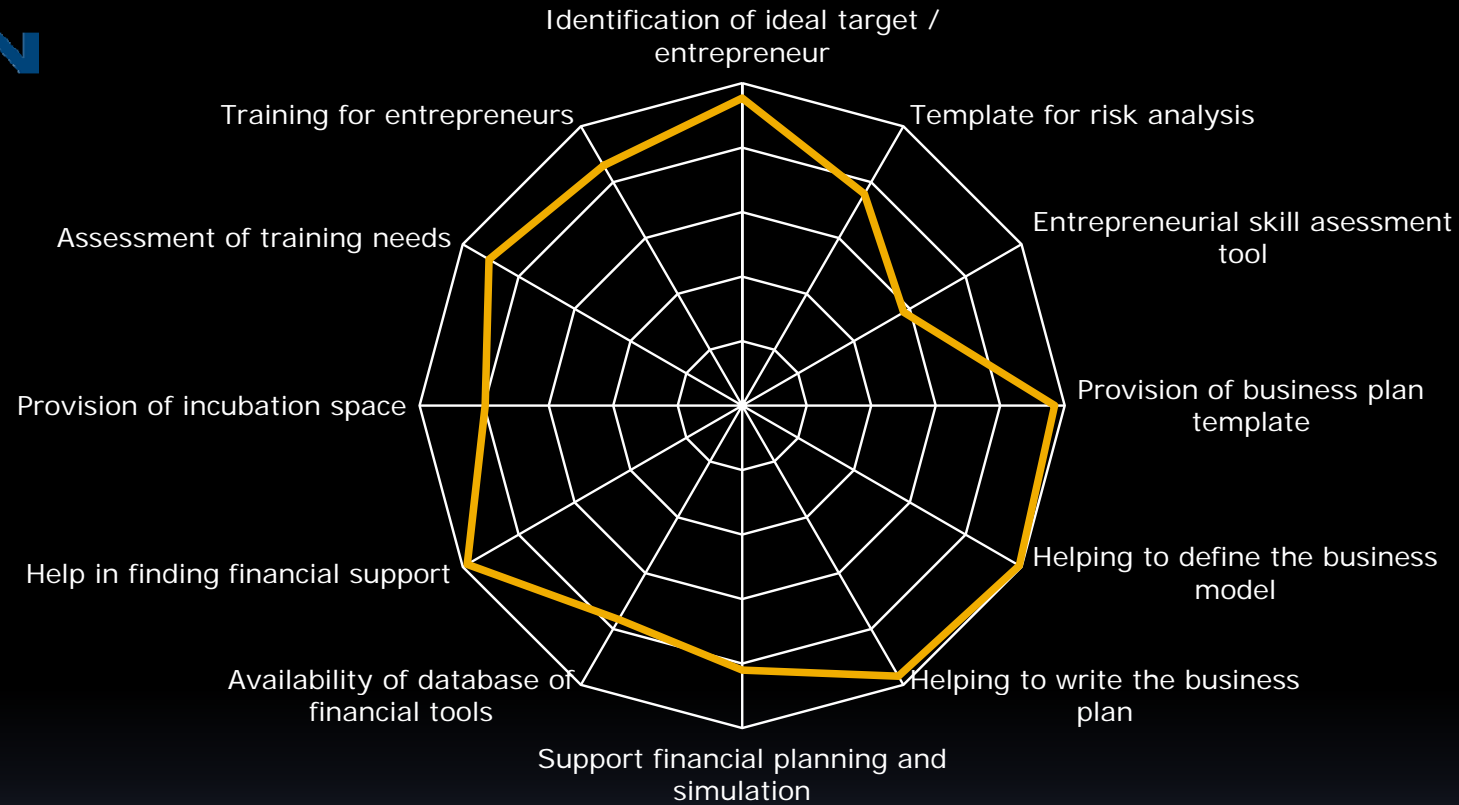 Identification of ideal target /
entrepreneur
Training for entrepreneurs
Template for risk analysis
Assessment of training needs
Entrepreneurial skill asessment
tool
Provision of incubation space
Provision of business plan
template
Help in finding financial support
Helping to define the business
model
Availability of database of
financial tools
Helping to write the business
plan
Support financial planning and
simulation